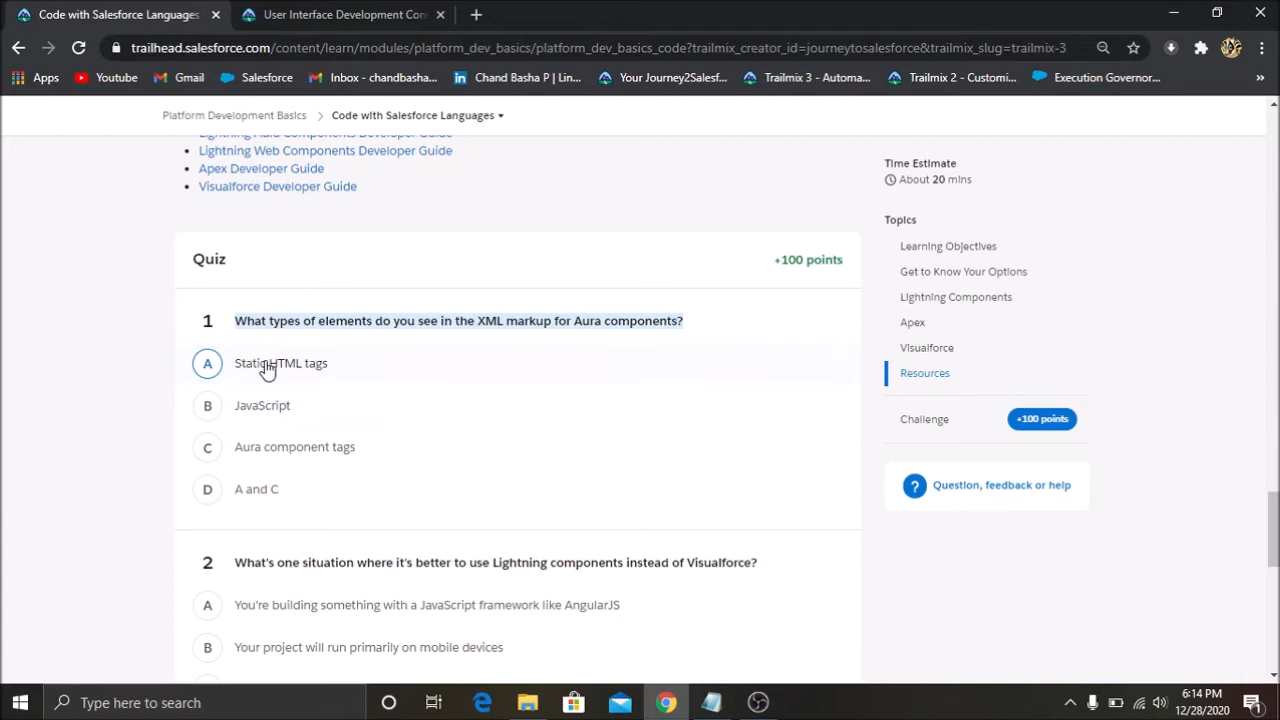 Code with Salesforce Languages
User Interface Development Con
trailhead.salesforce.com/content/learn/modules/platform_dev_basics/platform_dev_basics_code?trailmix_creator_id=journeytosalesforce&trailmix_slug=trailmix-3
Apps
Youtube
Gmail
Salesforce
Inbox - chandbasha...
Chand Basha P | Lin...
Your Journey2Salesf...
Trailmix 3 - Automa...
Trailmix 2 - Customi...
Execution Governor...
»
Platform Development Basics > Code with Salesforce Languages
Lightning Aura Components Developer Guide
• Lightning Web Components Developer Guide
• Apex Developer Guide
• Visualforce Developer Guide
Quiz
+100 points
1 What types of elements do you see in the XML markup for Aura components?
A Static HTML tags
B JavaScript
C Aura component tags
D A and C
2 What's one situation where it's better to use Lightning components instead of Visualforce?
A You're building something with a JavaScript framework like AngularJS
B Your project will run primarily on mobile devices
Time Estimate
About 20 mins
Topics
Learning Objectives
Get to Know Your Options
Lightning Components
Apex
Visualforce
Resources
Challenge
+100 points
? Question, feedback or help
Type here to search
6:14 PM
12/28/2020
1